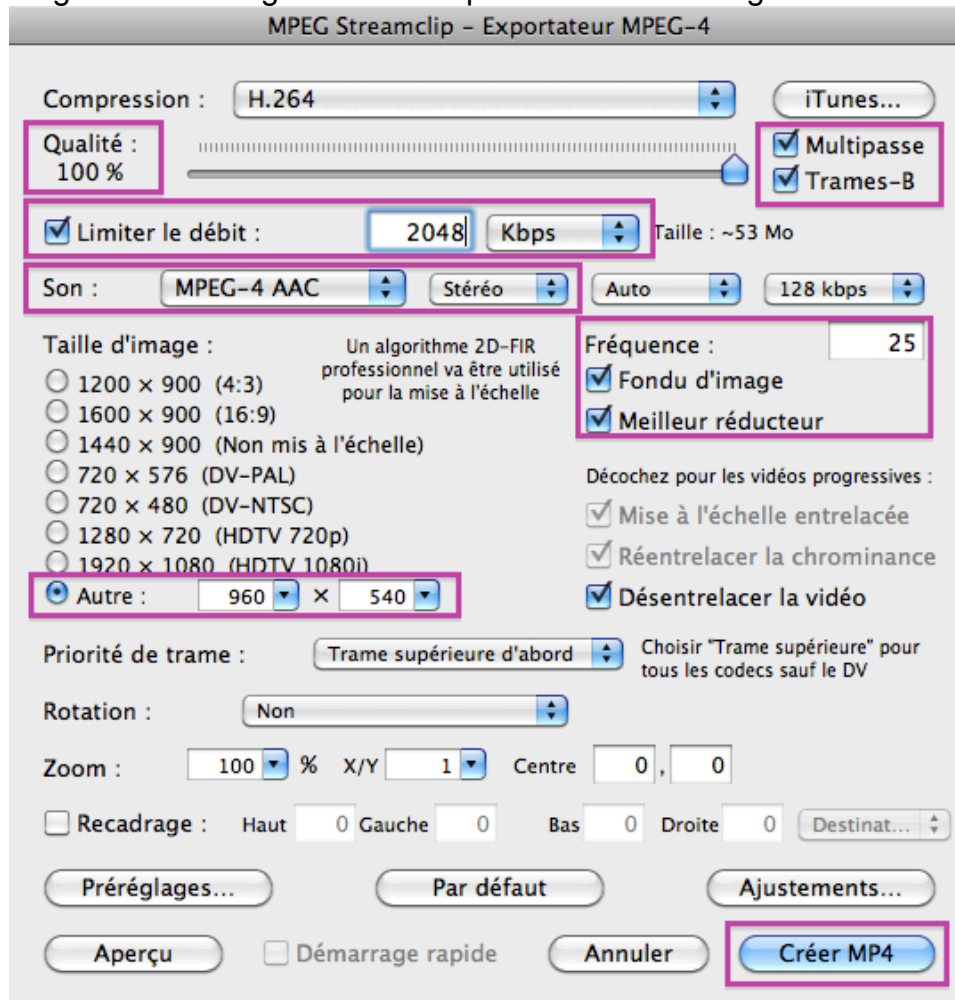 MPEG Streamclip – Exportateur MPEG-4
Compression : H.264 iTunes...
Qualité : Multipasse
100 % Trames-B
Limiter le débit : 2048 Kbps Taille : ~53 Mo
Son : MPEG-4 AAC Stéréo Auto 128 kbps
Taille d'image : Un algorithme 2D-FIR Fréquence : 25
professionnel va être utilisé
pour la mise à l'échelle
1200 × 900 (4:3) Fondu d'image
1600 × 900 (16:9) Meilleur réducteur
1440 × 900 (Non mis à l'échelle)
720 × 576 (DV-PAL) Décochez pour les vidéos progressives :
720 × 480 (DV-NTSC) Mise à l'échelle entrelacée
1280 × 720 (HDTV 720p)
1920 × 1080 (HDTV 1080i) Réentrelacer la chrominance
Autre : 960 × 540 Désentrelacer la vidéo
Priorité de trame : Trame supérieure d'abord Choisir "Trame supérieure" pour
tous les codecs sauf le DV
Rotation : Non
Zoom : 100 % X/Y 1 Centre 0 , 0
Recadrage : Haut 0 Gauche 0 Bas 0 Droite 0 Destinat...
Préréglages... Par défaut Ajustements...
Aperçu Démarrage rapide Annuler Créer MP4